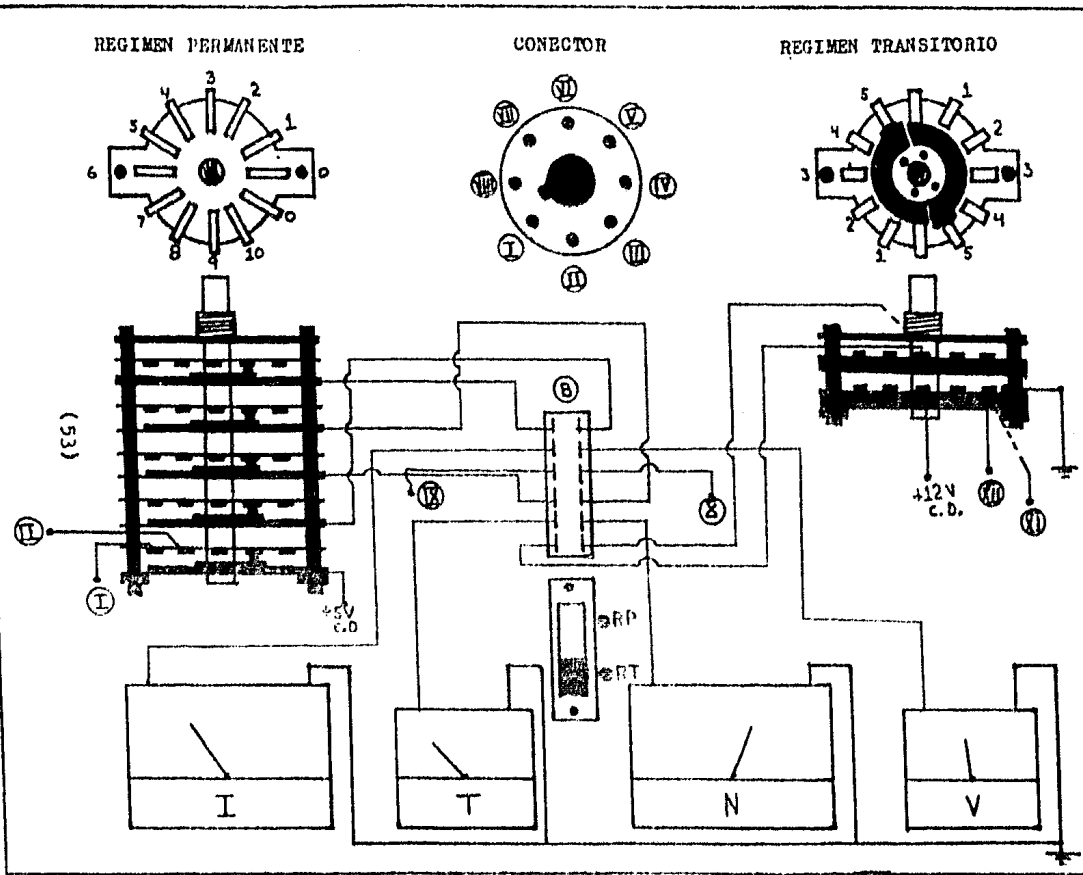 REGIMEN PERMANENTE
CONECTOR
REGIMEN TRANSITORIO
3
4
2
5
1
6
0
7
0
8
10
9
VI
VII
V
VIII
IV
I
III
II
5
1
4
2
3
3
2
4
1
5
(53)
B
II
I
IX
X
+5V
C.D
+12V
C.D.
XII
XI
RP
RT
I
T
N
V